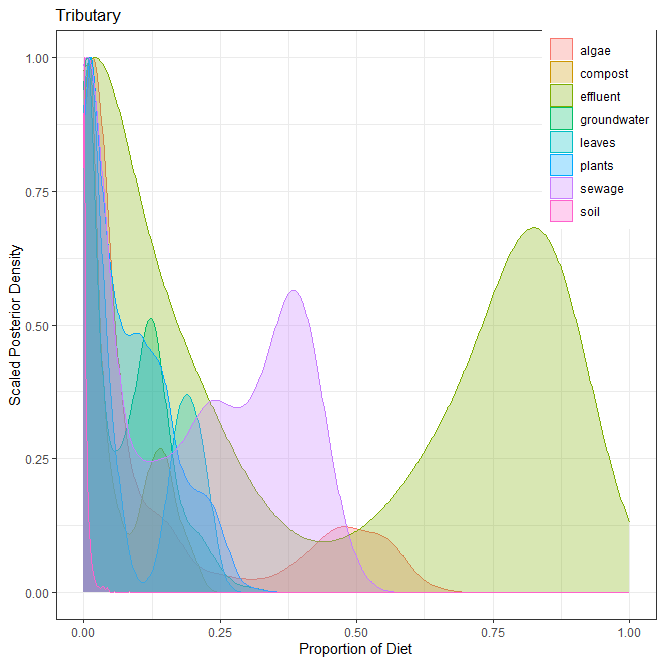 Tributary
algae
compost
effluent
groundwater
leaves
plants
sewage
soil
Scaled Posterior Density
1.00
0.75
0.50
0.25
0.00
0.00 0.25 0.50 0.75 1.00
Proportion of Diet